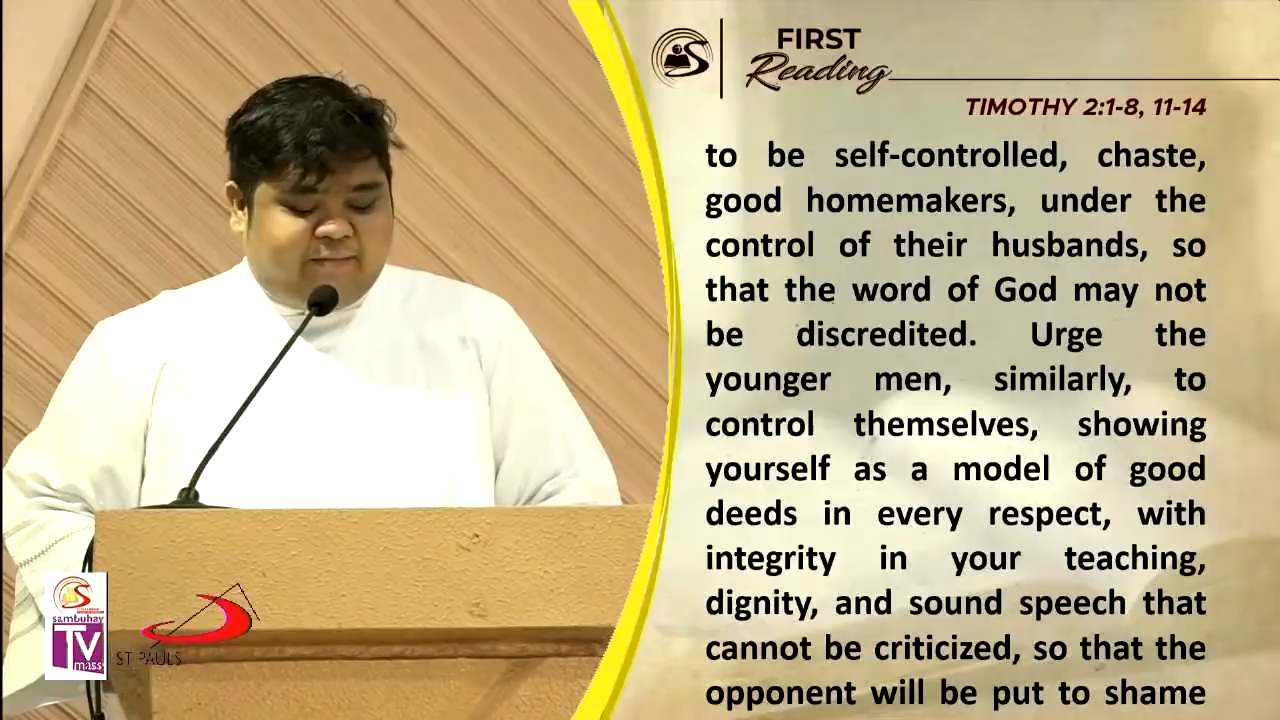 FIRST
Reading
TIMOTHY 2:1-8, 11-14
to be self-controlled, chaste,
good homemakers, under the
control of their husbands, so
that the word of God may not
be discredited. Urge the
younger men, similarly, to
control themselves, showing
yourself as a model of good
deeds in every respect, with
integrity in your teaching,
dignity, and sound speech that
cannot be criticized, so that the
opponent will be put to shame
sambuhay
TV
mass
ST PAULS